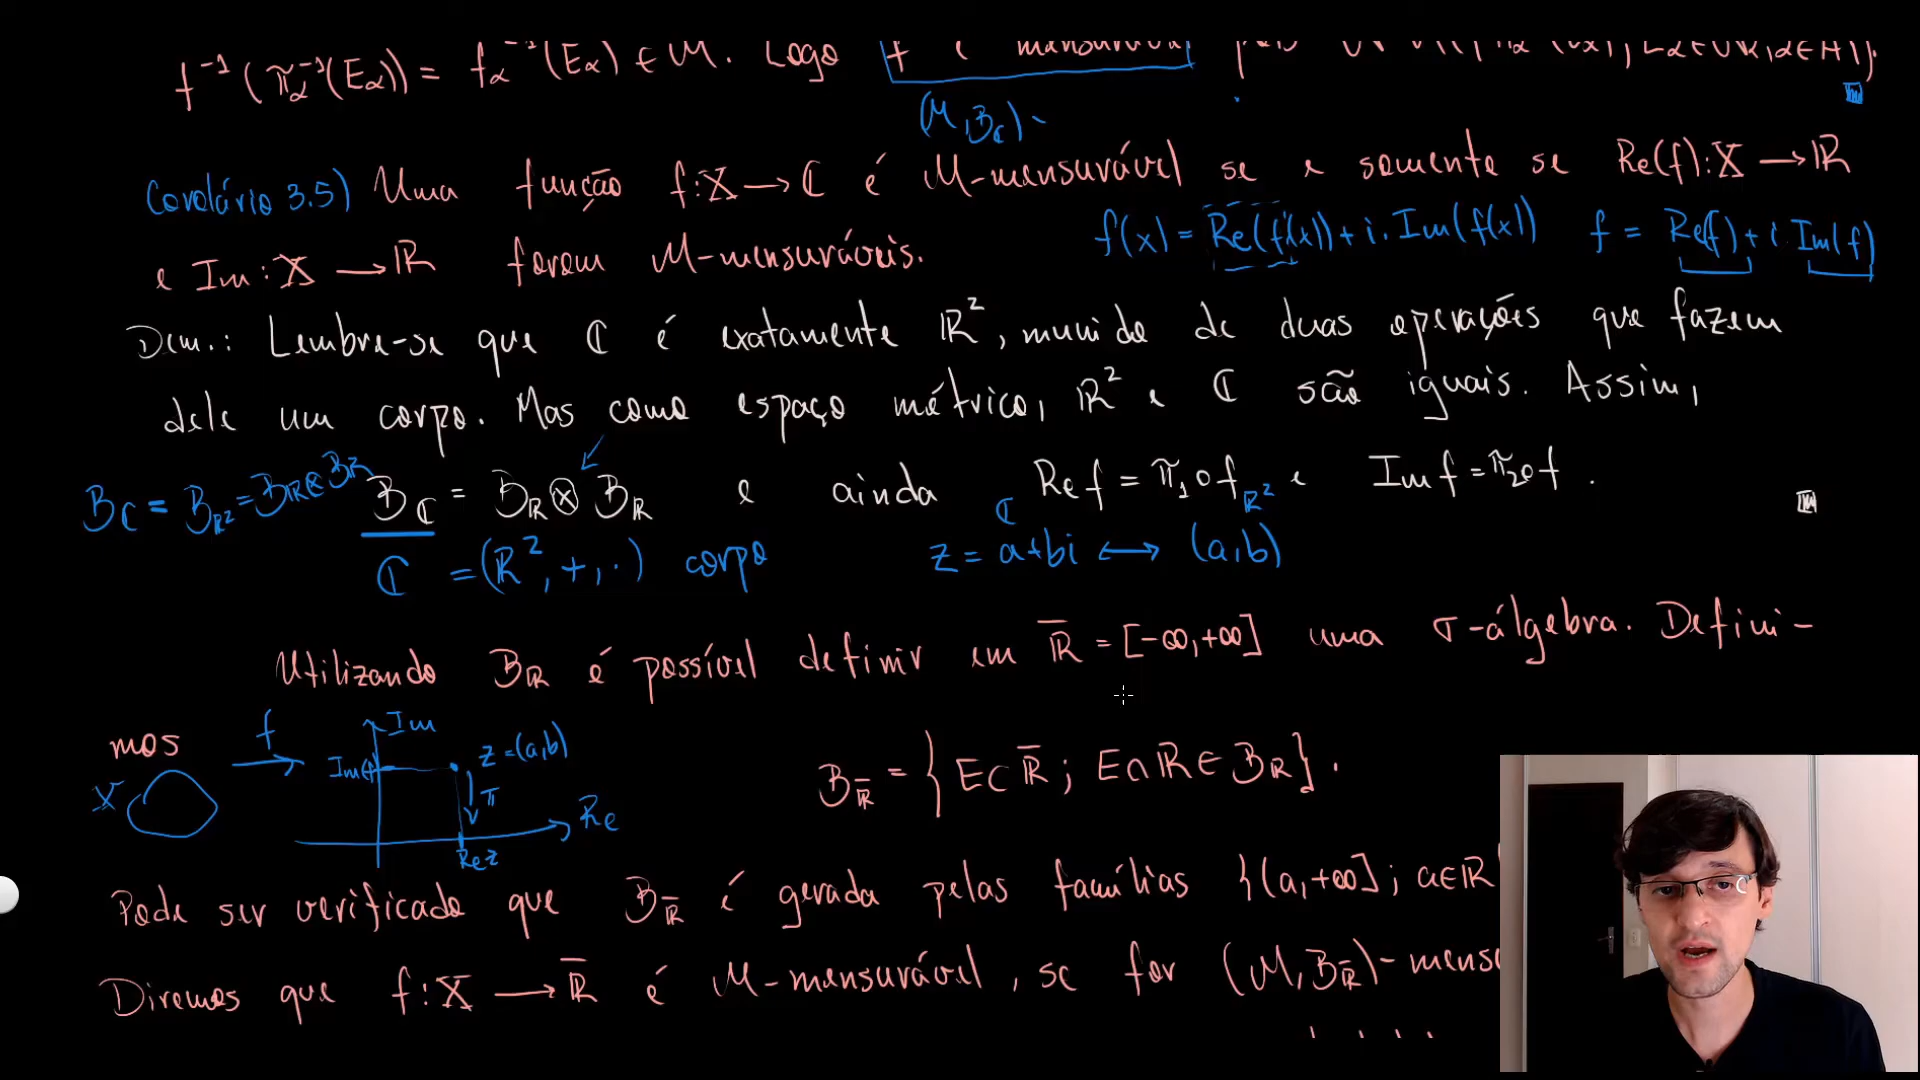 f⁻¹(π_α⁻¹(E_α)) = f_α⁻¹(E_α) ∈ M. Logo f é mensurável
(M, B_ℂ)
Corolário 3.5) Uma função f: X → ℂ é M-mensurável se e somente se Re(f): X → ℝ
e Im: X → ℝ forem M-mensuráveis.
f(x) = Re(f(x)) + i.Im(f(x)) f = Re(f) + i.Im(f)
Dem.: Lembre-se que ℂ é exatamente ℝ², munido de duas operações que fazem
dele um corpo. Mas como espaço métrico, ℝ² e ℂ são iguais. Assim,
B_ℂ = B_ℝ² = B_ℝ⊗B_ℝ
B_ℂ = B_ℝ ⊗ B_ℝ e ainda Re f = π₁ ∘ f e Im f = π₂ ∘ f.
ℂ ℝ²
ℂ = (ℝ², +, ·) corpo z = a+bi ⟷ (a,b)
Utilizando B_ℝ é possível definir em ℝ̅ = [-∞,+∞] uma σ-álgebra. Defini-
mos B_ℝ̅ = {E⊂ℝ̅; E∩ℝ∈B_ℝ}.
X f Im z=(a,b)
π Re
Re z
Pode ser verificado que B_ℝ̅ é gerada pelas famílias {(a,+∞]; a∈ℝ
Diremos que f: X → ℝ̅ é M-mensurável, se for (M, B_ℝ̅)-mens